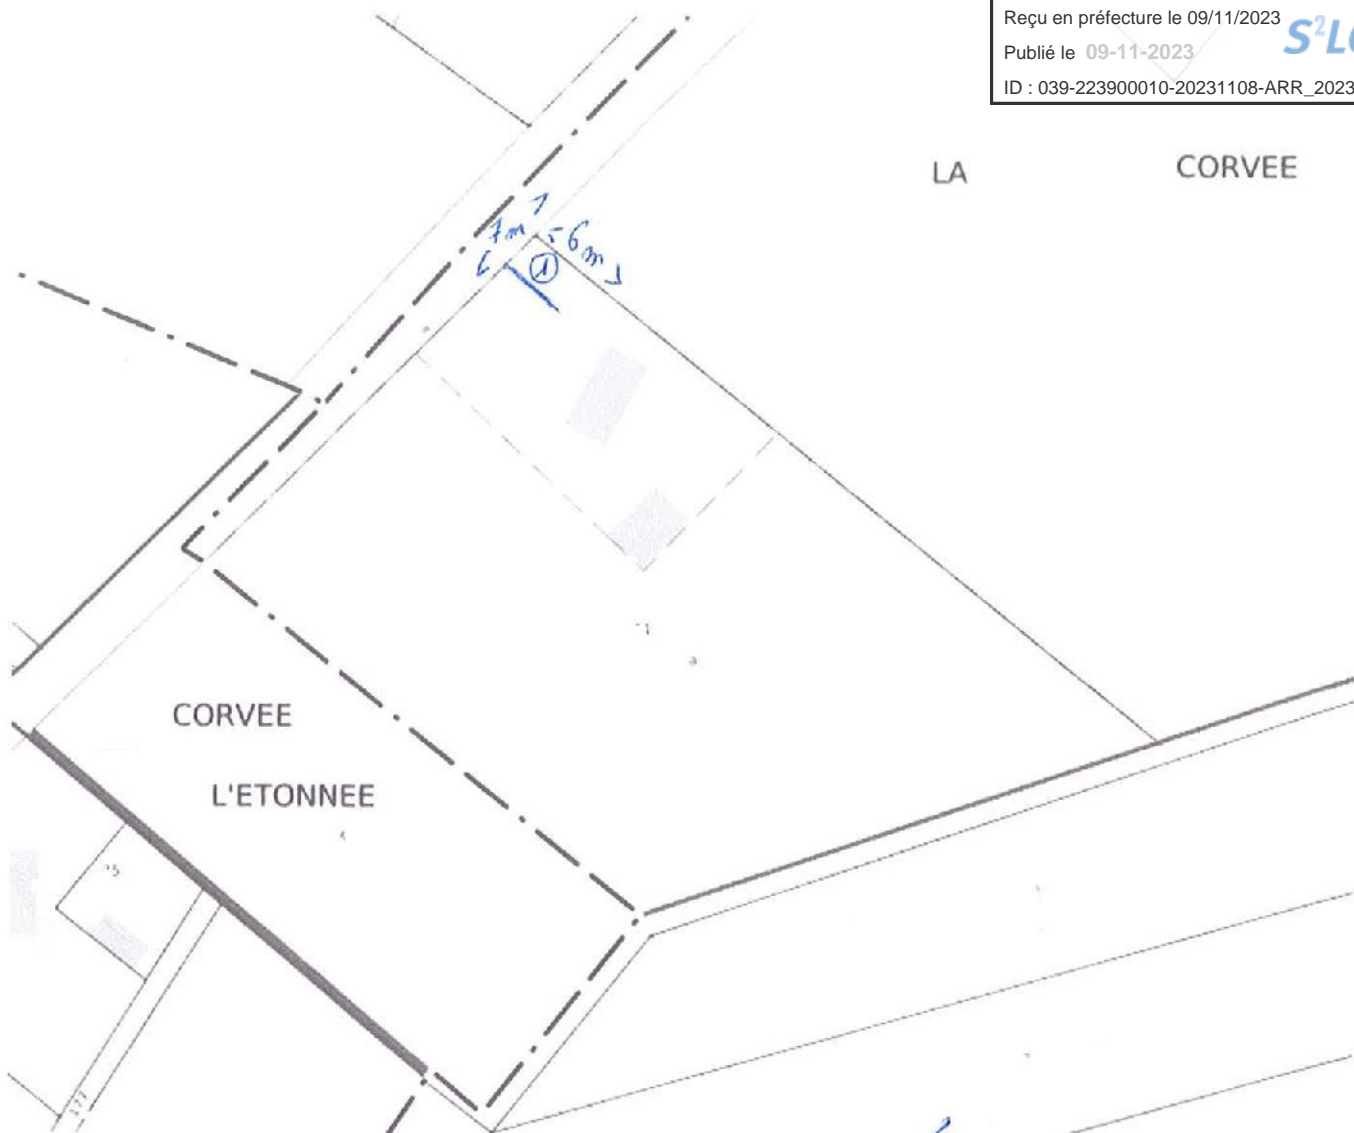 Reçu en préfecture le 09/11/2023
Publié le 09-11-2023
ID : 039-223900010-20231108-ARR_2023
LA CORVEE
7m
6m
1
CORVEE
L'ETONNEE
177